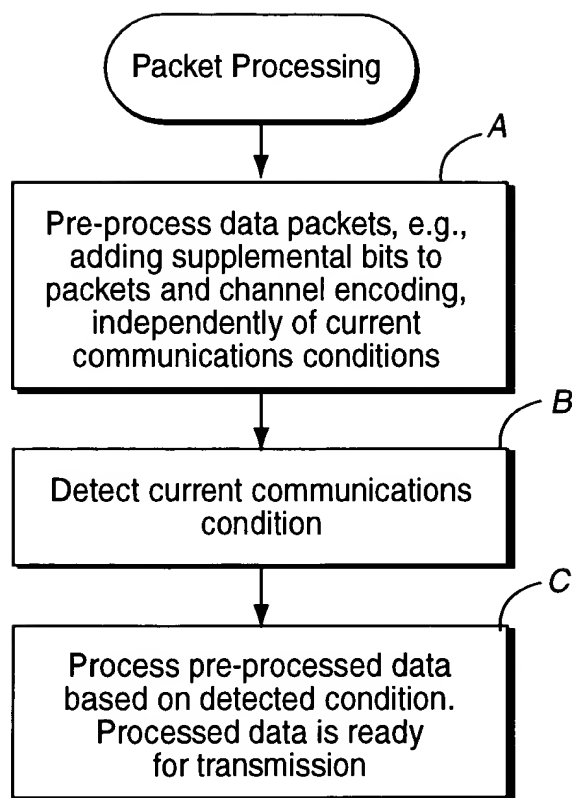 Packet Processing
A
Pre-process data packets, e.g.,
adding supplemental bits to
packets and channel encoding,
independently of current
communications conditions
B
Detect current communications
condition
C
Process pre-processed data
based on detected condition.
Processed data is ready
for transmission